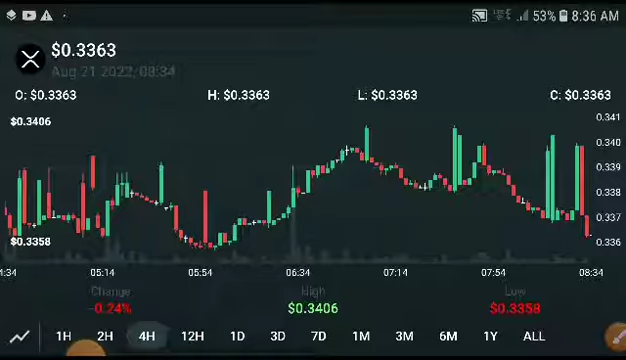 53% 8:36 AM
$0.3363
Aug 21 2022/08:34
O: $0.3363 H: $0.3363 L: $0.3363 C: $0.3363
$0.3406
0.341
0.340
0.339
0.338
0.337
$0.3358
0.336
4:34 05:14 05:54 06:34 07:14 07:54 08:34
Change High Low
-0.24% $0.3406 $0.3358
1H 2H 4H 12H 1D 3D 7D 1M 3M 6M 1Y ALL